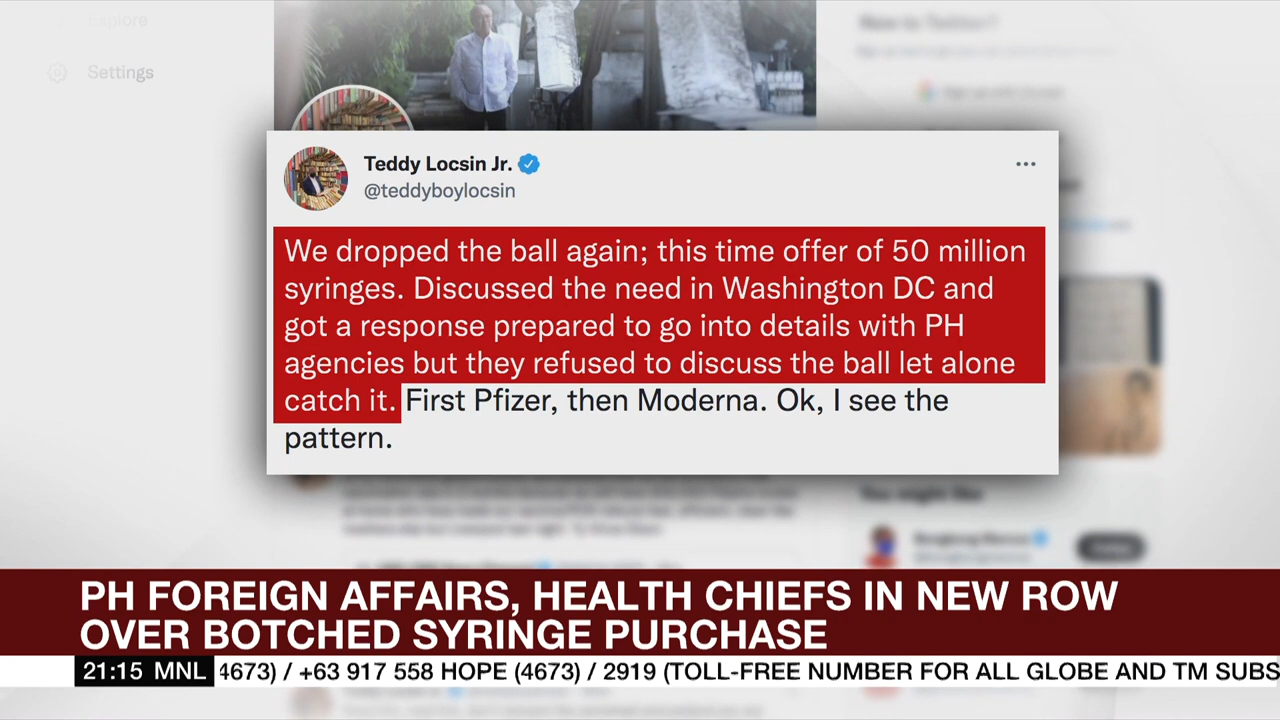 Explore
Settings
Teddy Locsin Jr.
@teddyboylocsin
We dropped the ball again; this time offer of 50 million
syringes. Discussed the need in Washington DC and
got a response prepared to go into details with PH
agencies but they refused to discuss the ball let alone
catch it. First Pfizer, then Moderna. Ok, I see the
pattern.
You might like
PH FOREIGN AFFAIRS, HEALTH CHIEFS IN NEW ROW
OVER BOTCHED SYRINGE PURCHASE
21:15 MNL 4673) / +63 917 558 HOPE (4673) / 2919 (TOLL-FREE NUMBER FOR ALL GLOBE AND TM SUBS